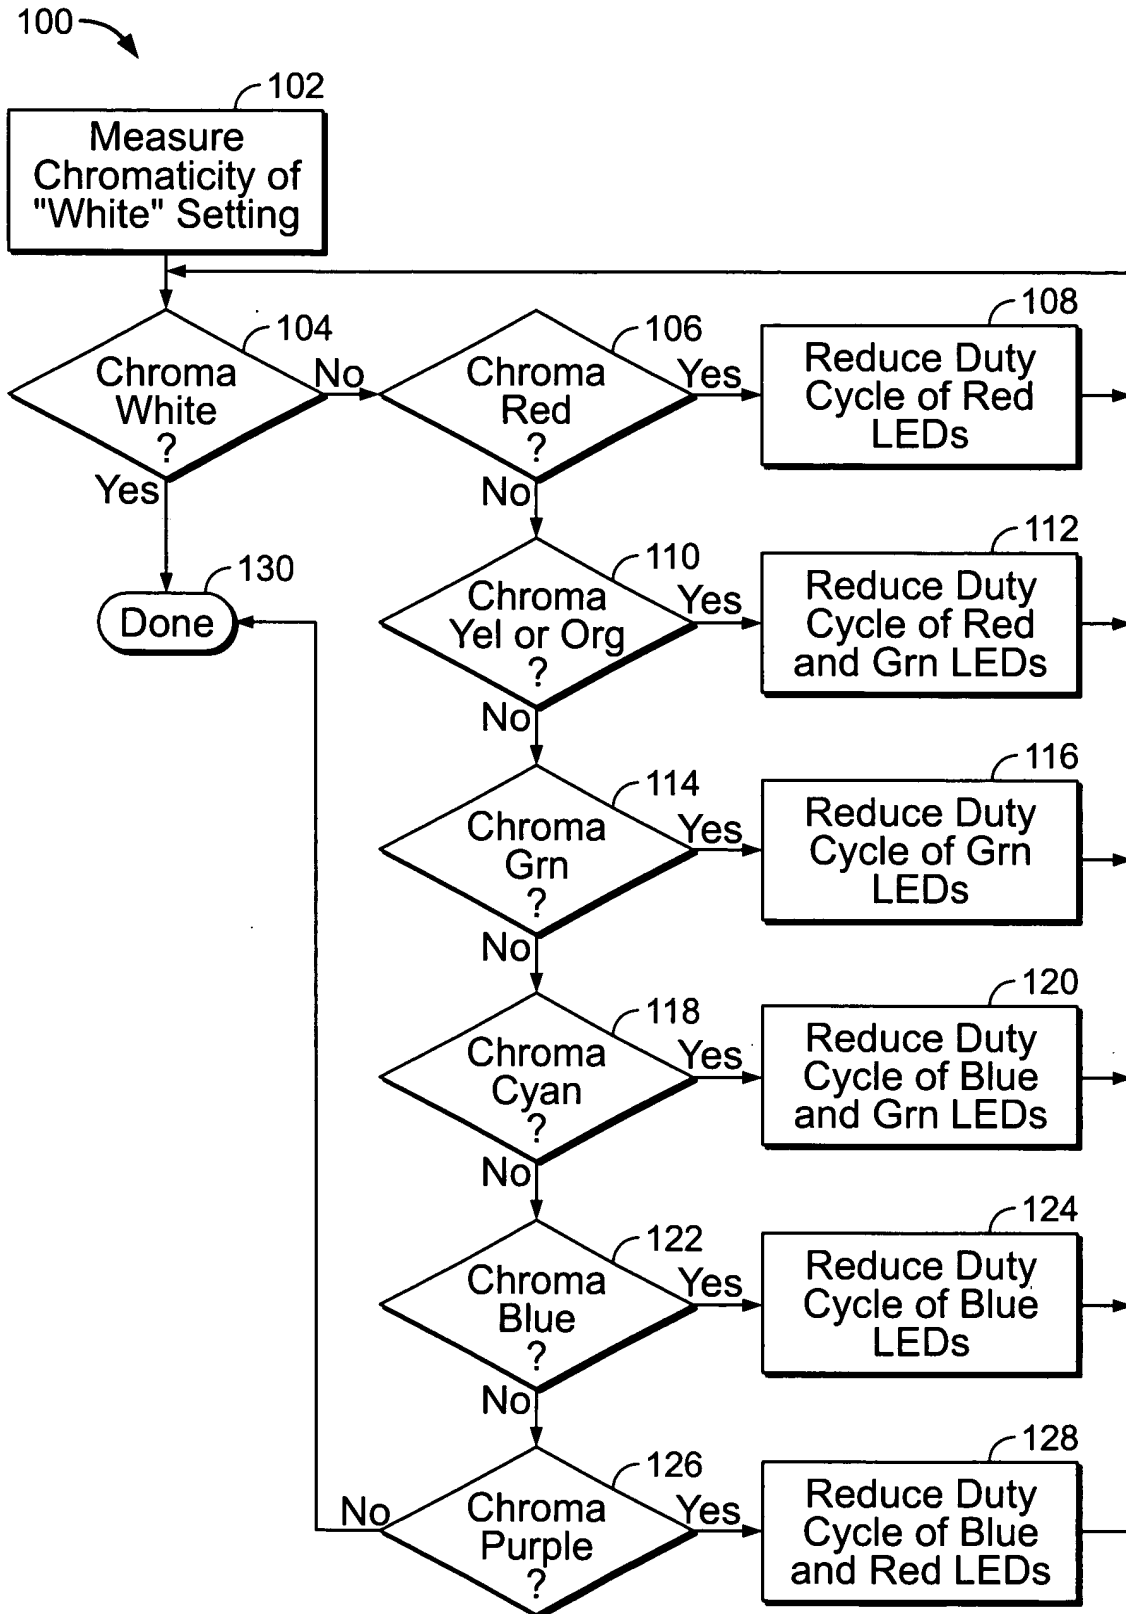 100
102
Measure
Chromaticity of
"White" Setting
104
Chroma
White
?
No
Yes
106
Chroma
Red
?
Yes
No
108
Reduce Duty
Cycle of Red
LEDs
130
Done
110
Chroma
Yel or Org
?
Yes
No
112
Reduce Duty
Cycle of Red
and Grn LEDs
114
Chroma
Grn
?
Yes
No
116
Reduce Duty
Cycle of Grn
LEDs
118
Chroma
Cyan
?
Yes
No
120
Reduce Duty
Cycle of Blue
and Grn LEDs
122
Chroma
Blue
?
Yes
No
124
Reduce Duty
Cycle of Blue
LEDs
126
Chroma
Purple
?
No
Yes
128
Reduce Duty
Cycle of Blue
and Red LEDs